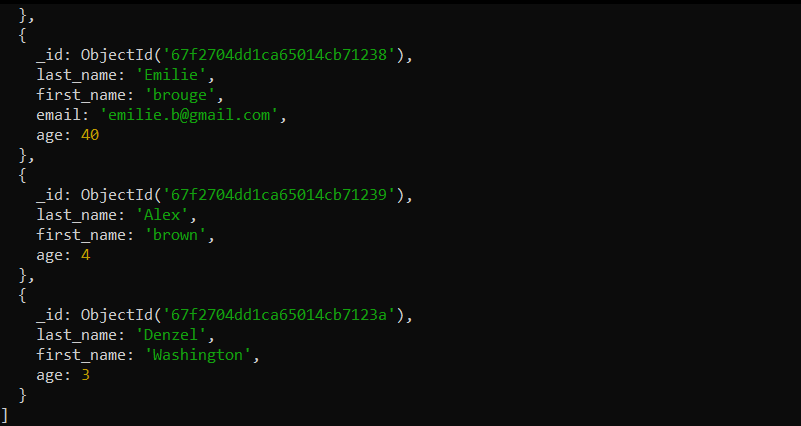 },
  {
    _id: ObjectId('67f2704dd1ca65014cb71238'),
    last_name: 'Emilie',
    first_name: 'brouge',
    email: 'emilie.b@gmail.com',
    age: 40
  },
  {
    _id: ObjectId('67f2704dd1ca65014cb71239'),
    last_name: 'Alex',
    first_name: 'brown',
    age: 4
  },
  {
    _id: ObjectId('67f2704dd1ca65014cb7123a'),
    last_name: 'Denzel',
    first_name: 'Washington',
    age: 3
  }
]